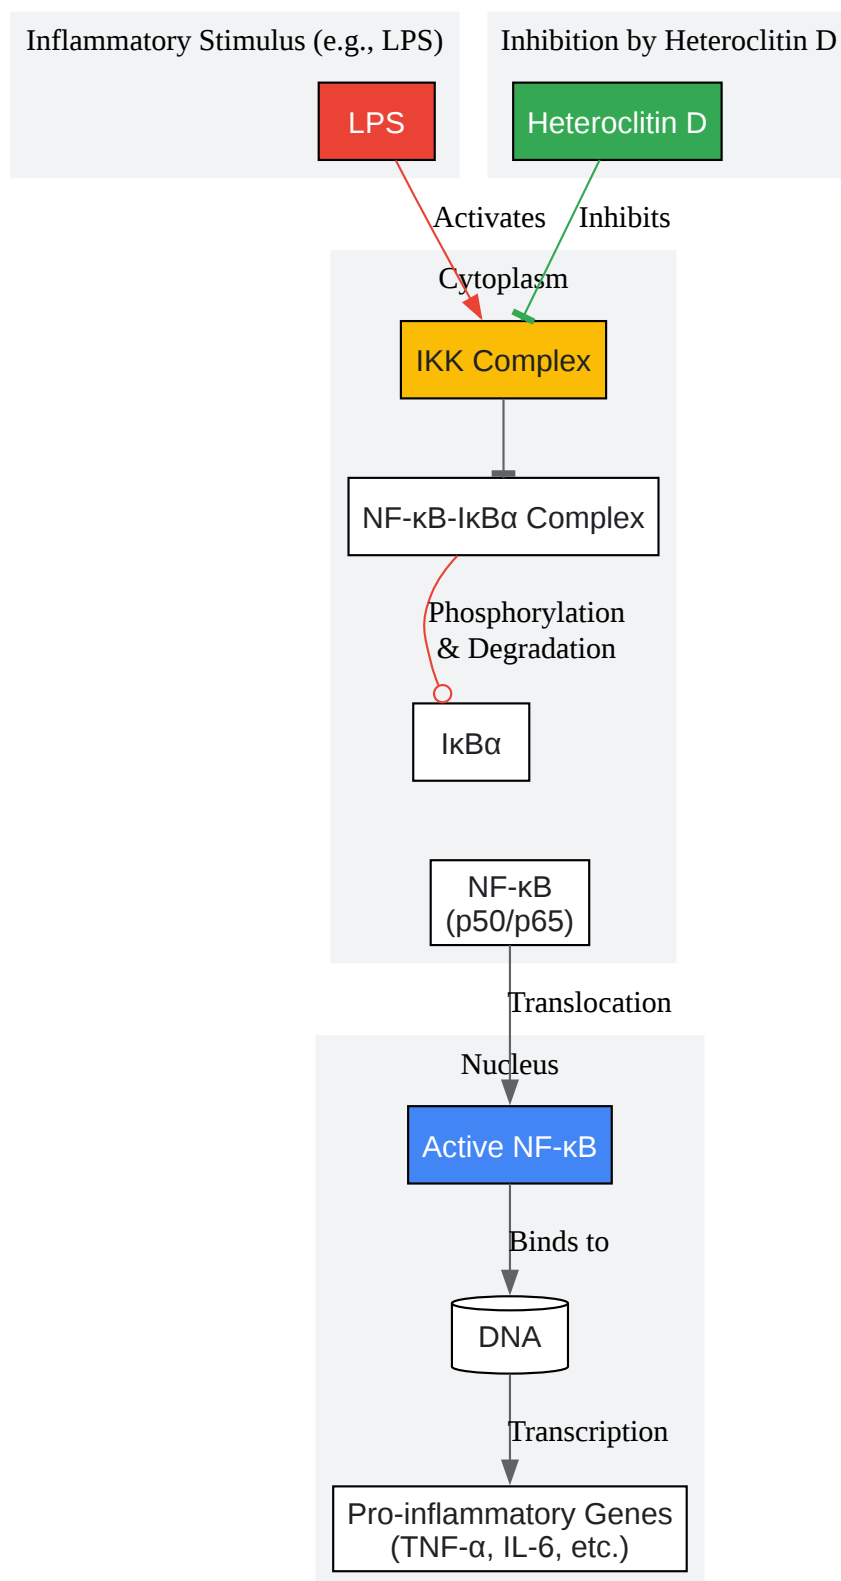 Inflammatory Stimulus (e.g., LPS)
Inhibition by Heteroclitin D
LPS
Heteroclitin D
Activates
Inhibits
Cytoplasm
IKK Complex
NF-κB-IκBα Complex
Phosphorylation
& Degradation
IκBα
NF-κB
(p50/p65)
Translocation
Nucleus
Active NF-κB
Binds to
DNA
Transcription
Pro-inflammatory Genes
(TNF-α, IL-6, etc.)